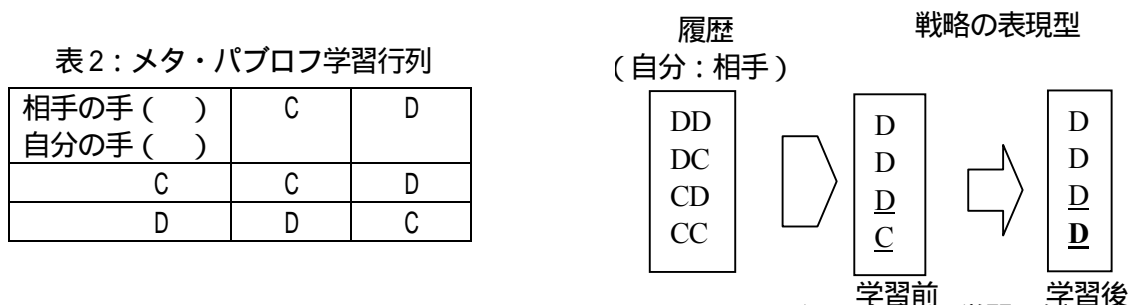 表２：メタ・パブロフ学習行列
相手の手（　） C D
自分の手（　）
C C D
D D C
履歴
（自分：相手）
戦略の表現型
DD
DC
CD
CC
D
D
D
C
D
D
D
D
学習前
学習後